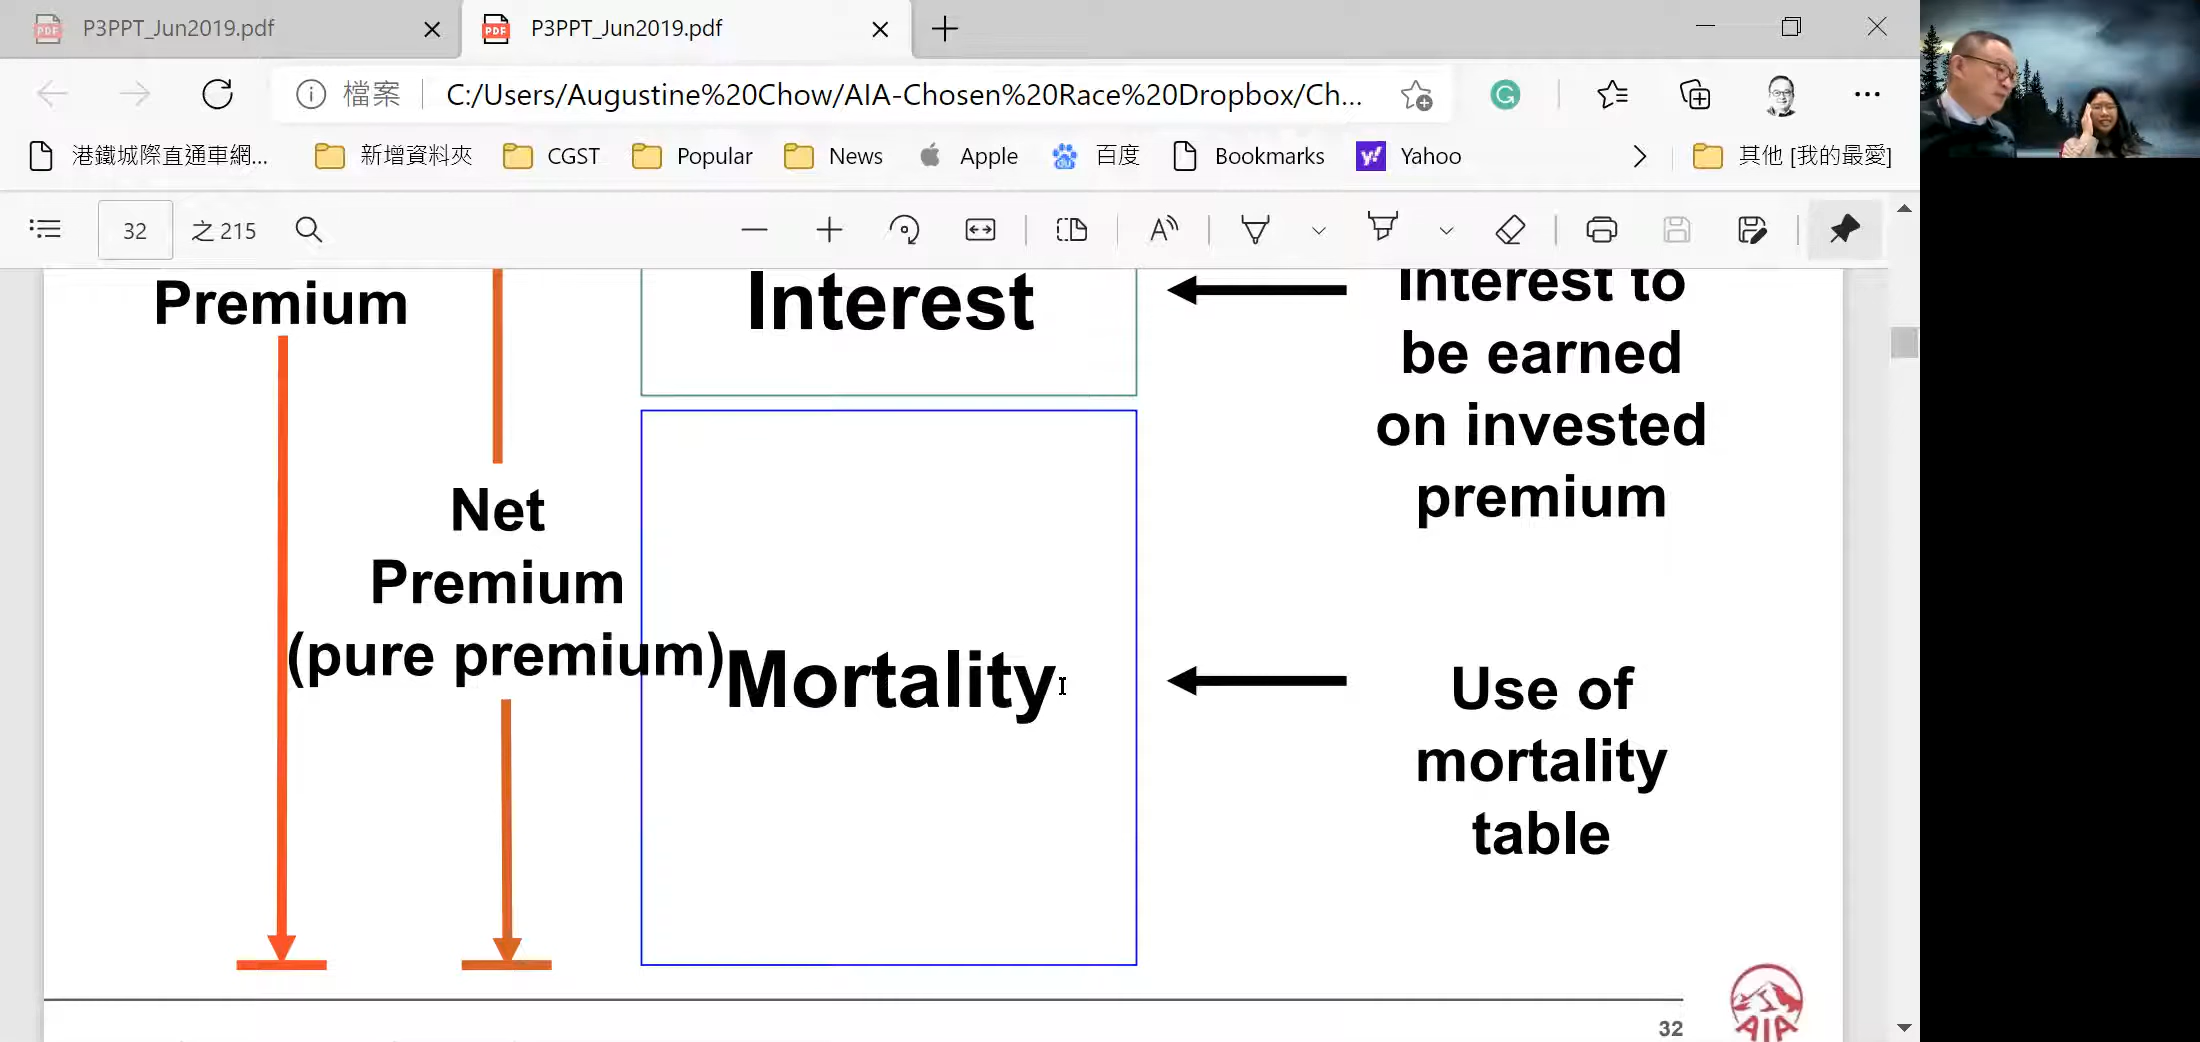 P3PPT_Jun2019.pdf
P3PPT_Jun2019.pdf
檔案
C:/Users/Augustine%20Chow/AIA-Chosen%20Race%20Dropbox/Ch...
港鐵城際直通車網...
新增資料夾
CGST
Popular
News
Apple
百度
Bookmarks
Yahoo
其他 [我的最愛]
32
之 215
Premium
Interest
Interest to
be earned
on invested
premium
Net
Premium
(pure premium)
Mortality
Use of
mortality
table
32
AIA